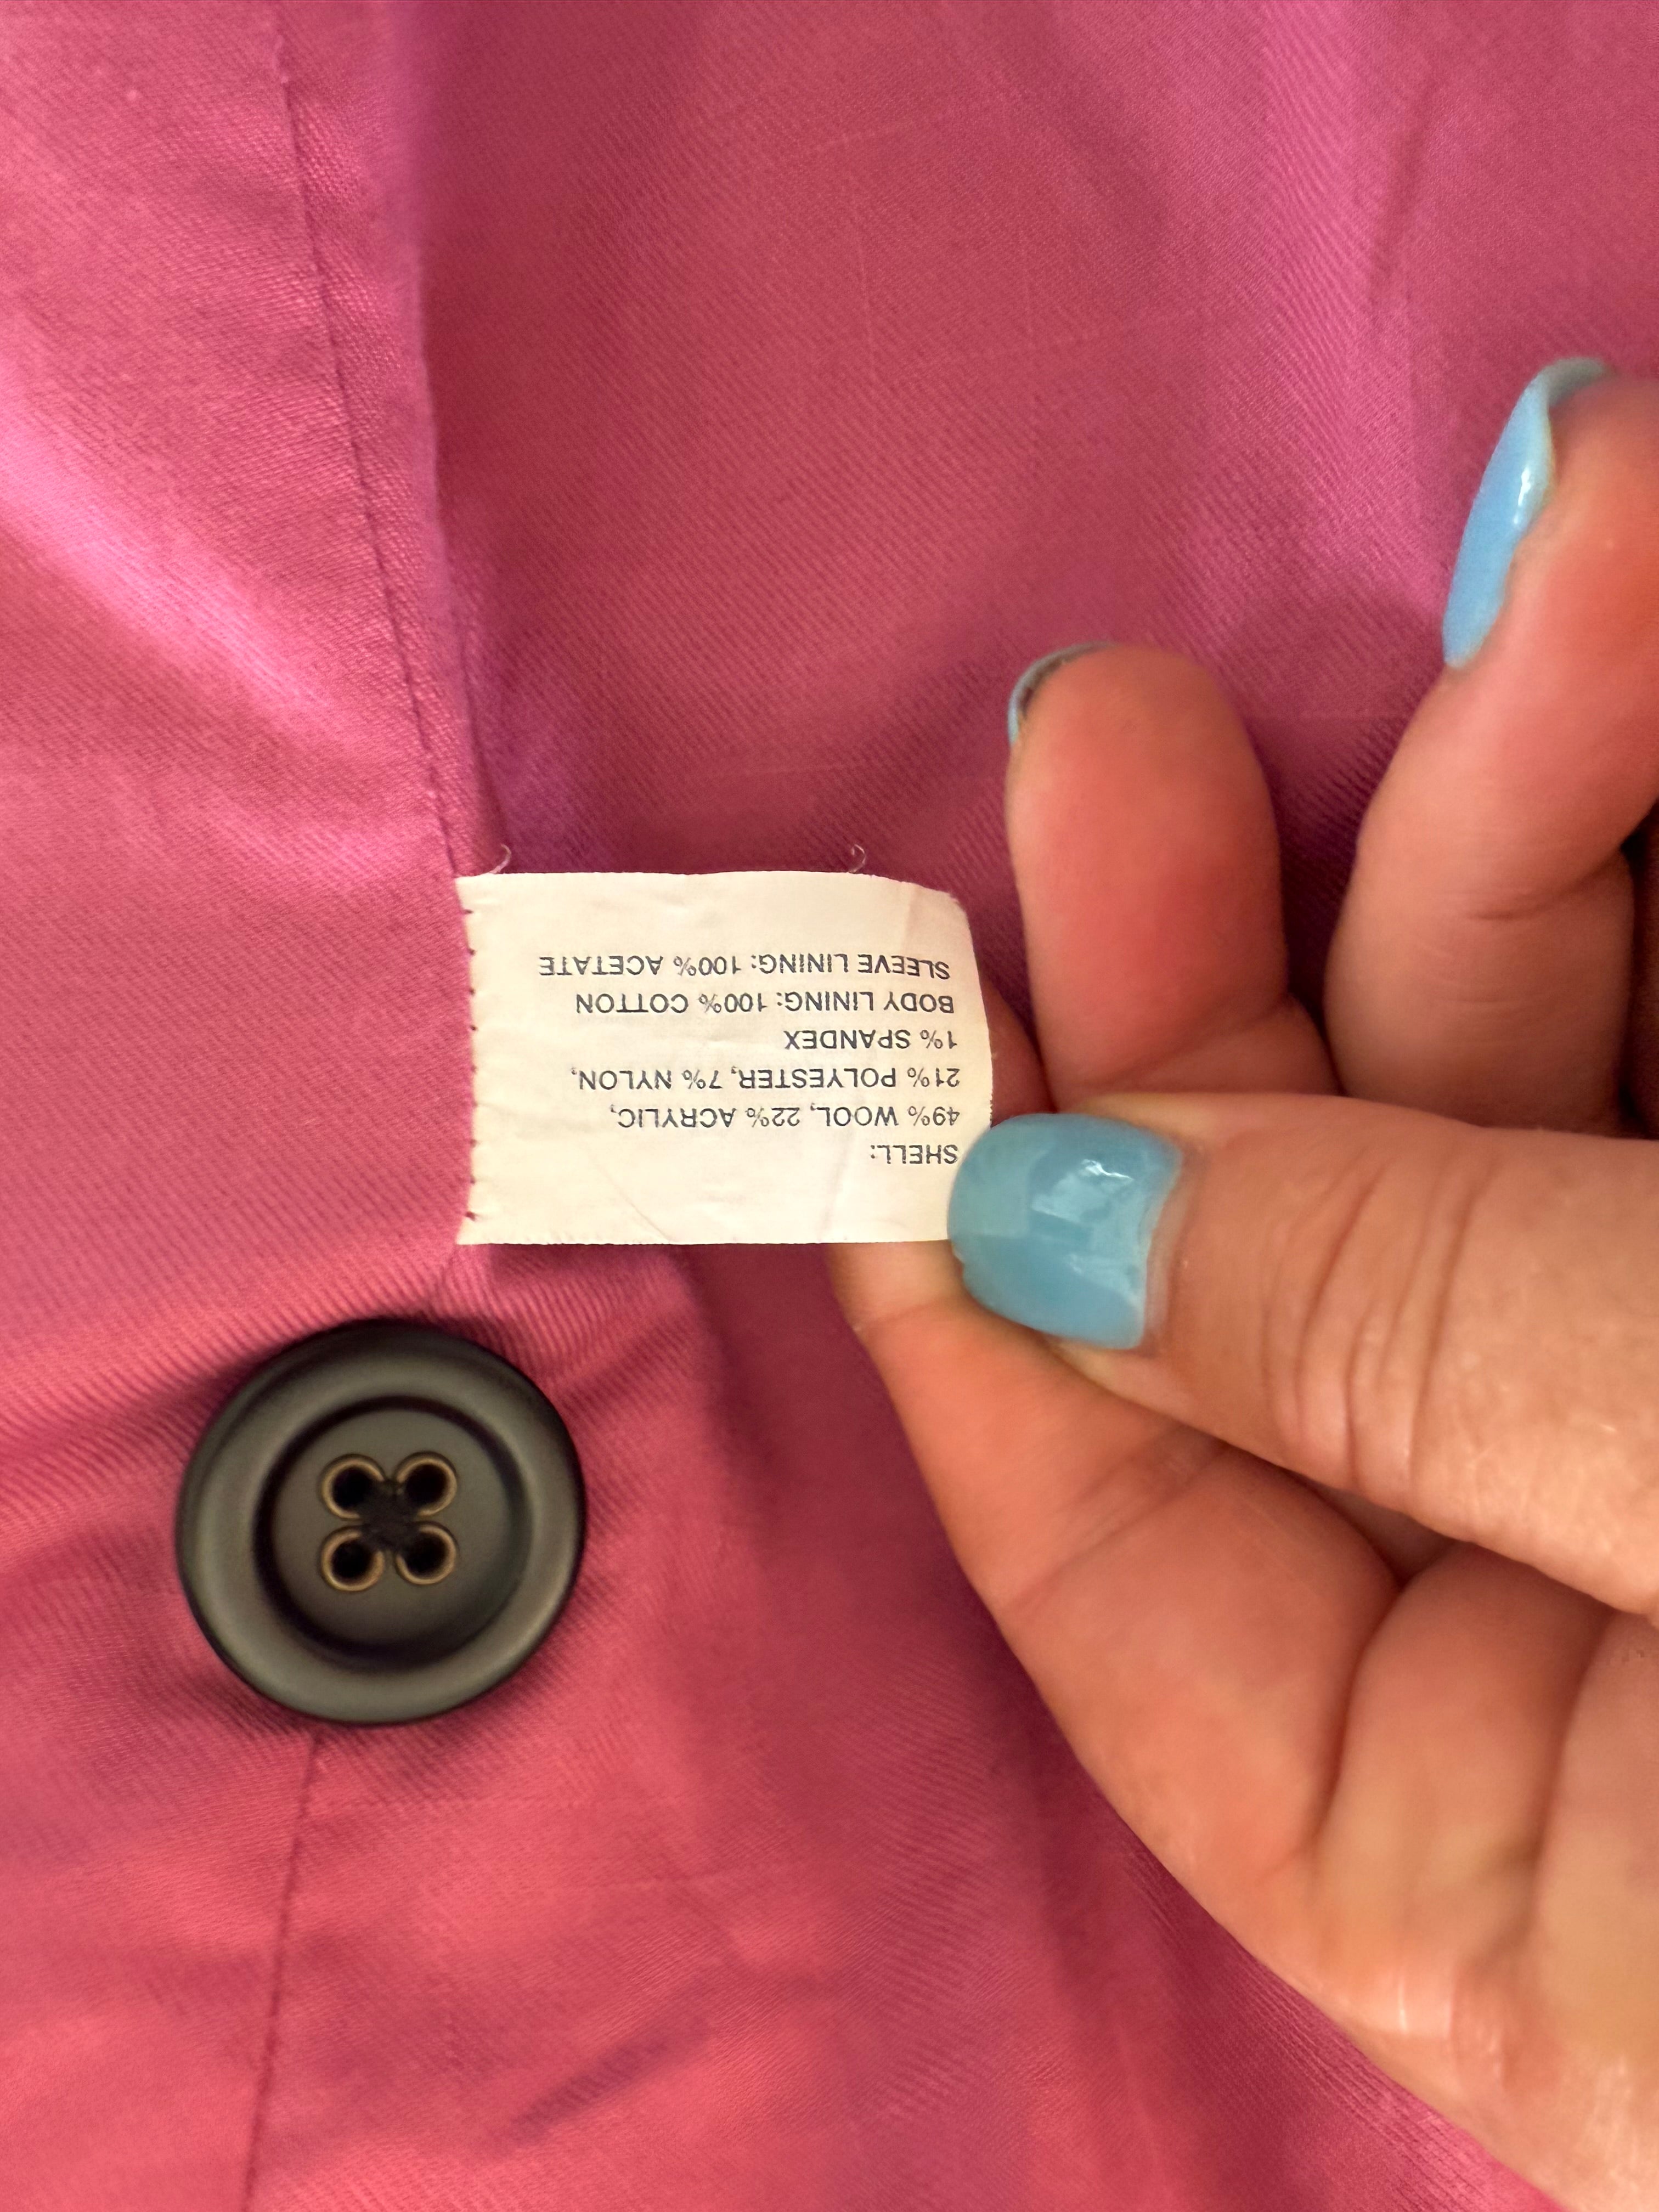 SHELL:
49% WOOL, 22% ACRYLIC,
21% POLYESTER, 7% NYLON,
1% SPANDEX
BODY LINING: 100% COTTON
SLEEVE LINING: 100% ACETATE